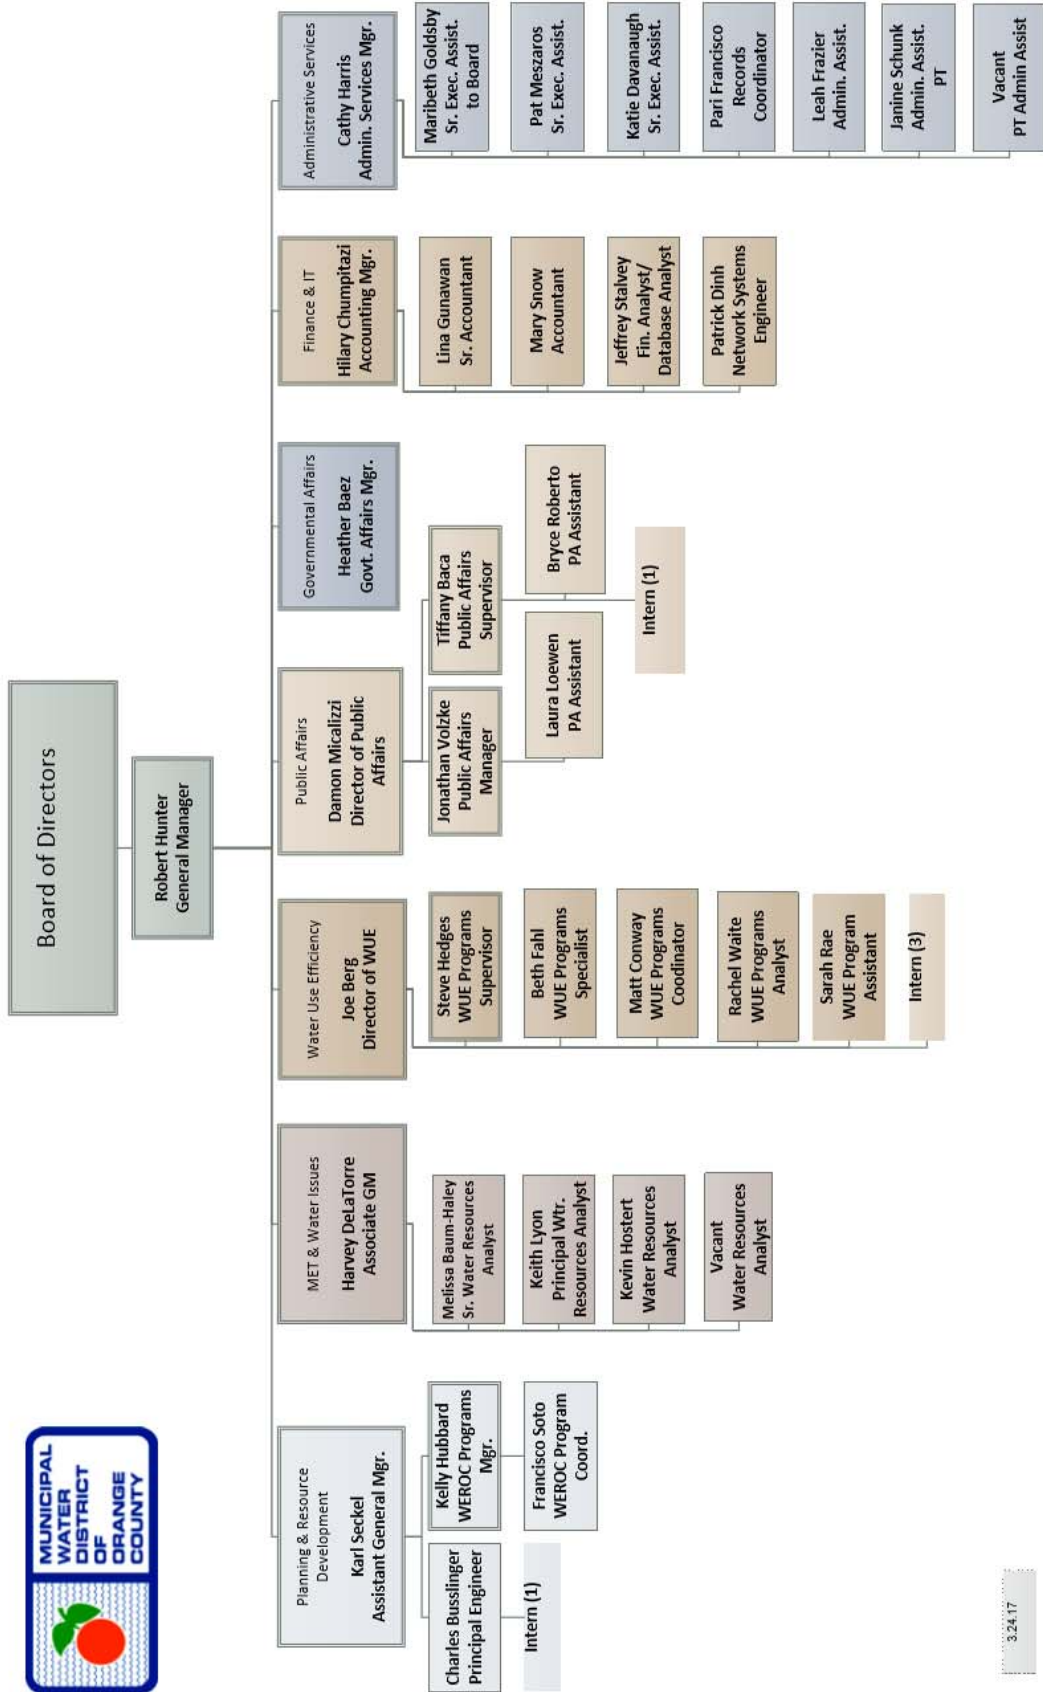 MUNICIPAL
WATER
DISTRICT
OF
ORANGE
COUNTY
Board of Directors
Robert Hunter
General Manager
Planning & Resource
Development
Karl Seckel
Assistant General Mgr.
Charles Busslinger
Principal Engineer
Intern (1)
Kelly Hubbard
WEROC Programs
Mgr.
Francisco Soto
WEROC Program
Coord.
MET & Water Issues
Harvey DeLaTorre
Associate GM
Melissa Baum-Haley
Sr. Water Resources
Analyst
Keith Lyon
Principal Wtr.
Resources Analyst
Kevin Hostert
Water Resources
Analyst
Vacant
Water Resources
Analyst
Water Use Efficiency
Joe Berg
Director of WUE
Steve Hedges
WUE Programs
Supervisor
Beth Fahl
WUE Programs
Specialist
Matt Conway
WUE Programs
Coodinator
Rachel Waite
WUE Programs
Analyst
Sarah Rae
WUE Program
Assistant
Intern (3)
Public Affairs
Damon Micalizzi
Director of Public
Affairs
Jonathan Volzke
Public Affairs
Manager
Laura Loewen
PA Assistant
Tiffany Baca
Public Affairs
Supervisor
Bryce Roberto
PA Assistant
Intern (1)
Governmental Affairs
Heather Baez
Govt. Affairs Mgr.
Finance & IT
Hilary Chumpitazi
Accounting Mgr.
Lina Gunawan
Sr. Accountant
Mary Snow
Accountant
Jeffrey Stalvey
Fin. Analyst/
Database Analyst
Patrick Dinh
Network Systems
Engineer
Administrative Services
Cathy Harris
Admin. Services Mgr.
Maribeth Goldsby
Sr. Exec. Assist.
to Board
Pat Meszaros
Sr. Exec. Assist.
Katie Davanaugh
Sr. Exec. Assist.
Pari Francisco
Records
Coordinator
Leah Frazier
Admin. Assist.
Janine Schunk
Admin. Assist.
PT
Vacant
PT Admin Assist
3.24.17